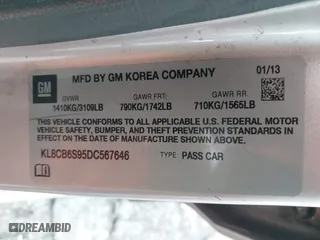 GM
MFD BY GM KOREA COMPANY
01/13
GVWR
GAWR FRT:
GAWR RR:
1410KG/3109LB
790KG/1742LB
710KG/1565LB
THIS VEHICLE CONFORMS TO ALL APPLICABLE U.S. FEDERAL MOTOR
VEHICLE SAFETY, BUMPER, AND THEFT PREVENTION STANDARDS
IN EFFECT ON THE DATE OF MANUFACTURE SHOWN ABOVE
KL8CB6S95DC567646
TYPE: PASS CAR
© DRIVEBIDPLUS